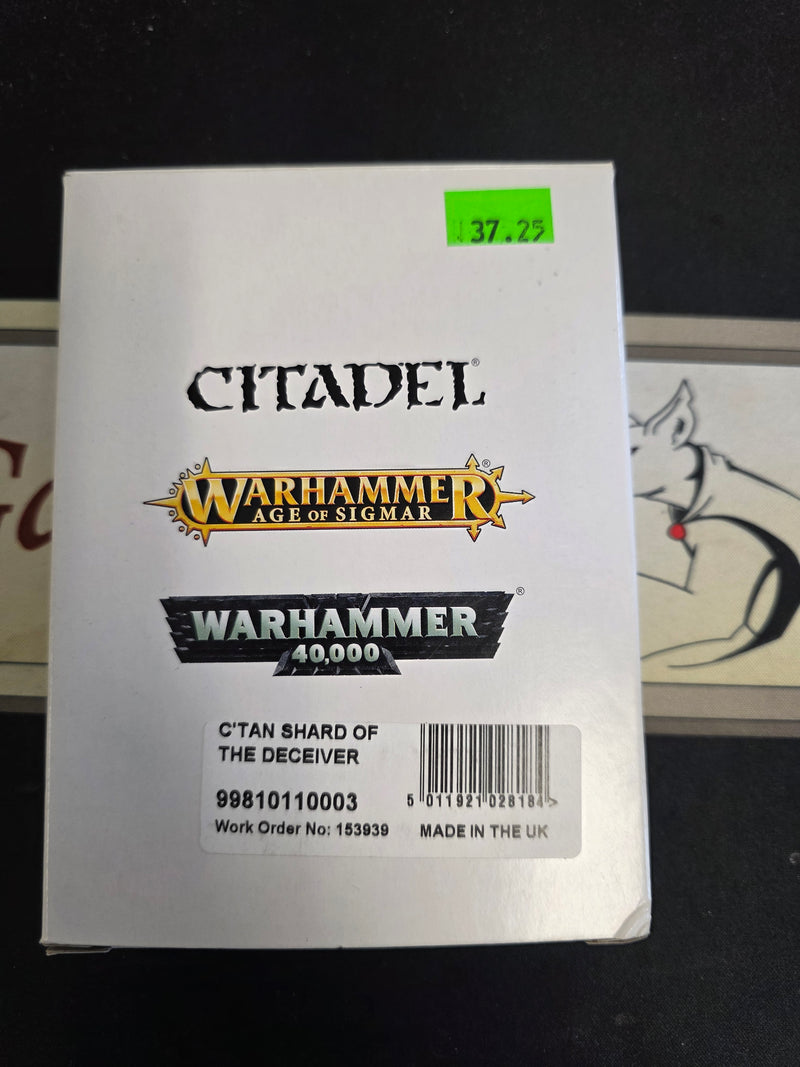 37.25
CITADEL®
WARHAMMER®
AGE OF SIGMAR
WARHAMMER®
40,000
C'TAN SHARD OF
THE DECEIVER
99810110003
Work Order No: 153939
5 011921 028184 >
MADE IN THE UK